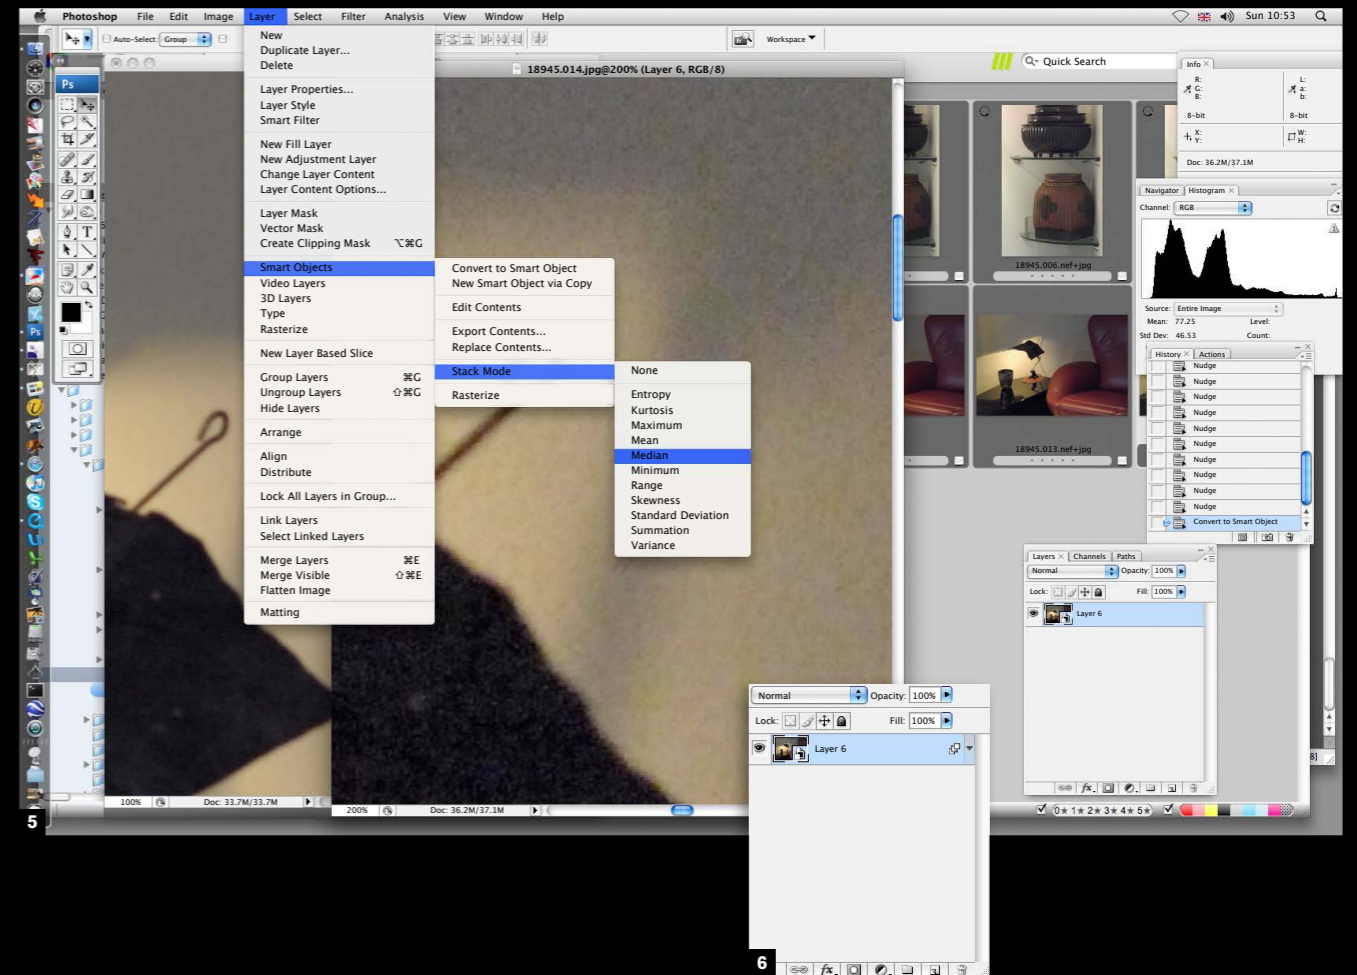 Photoshop File Edit Image Layer Select Filter Analysis View Window Help Sun 10:53
Auto-Select: Group
Workspace
Quick Search
18945.014.jpg@200% (Layer 6, RGB/8)
Ps
New
Duplicate Layer...
Delete
Layer Properties...
Layer Style
Smart Filter
New Fill Layer
New Adjustment Layer
Change Layer Content
Layer Content Options...
Layer Mask
Vector Mask
Create Clipping Mask ⌥⌘G
Smart Objects
Video Layers
3D Layers
Type
Rasterize
New Layer Based Slice
Group Layers ⌘G
Ungroup Layers ⇧⌘G
Hide Layers
Arrange
Align
Distribute
Lock All Layers in Group...
Link Layers
Select Linked Layers
Merge Layers ⌘E
Merge Visible ⇧⌘E
Flatten Image
Matting
Convert to Smart Object
New Smart Object via Copy
Edit Contents
Export Contents...
Replace Contents...
Stack Mode
Rasterize
None
Entropy
Kurtosis
Maximum
Mean
Median
Minimum
Range
Skewness
Standard Deviation
Summation
Variance
18945.006.nef+jpg
18945.013.nef+jpg
Info
R:
G:
B:
L:
a:
b:
8-bit 8-bit
X:
Y:
W:
H:
Doc: 36.2M/37.1M
Navigator Histogram
Channel: RGB
Source: Entire Image
Mean: 77.25 Level:
Std Dev: 46.53 Count:
History Actions
Nudge
Nudge
Nudge
Nudge
Nudge
Nudge
Nudge
Nudge
Nudge
Nudge
Convert to Smart Object
Layers Channels Paths
Normal Opacity: 100%
Lock: Fill: 100%
Layer 6
Normal Opacity: 100%
Lock: Fill: 100%
Layer 6
100% Doc: 33.7M/33.7M
200% Doc: 36.2M/37.1M
0★ 1★ 2★ 3★ 4★ 5★
5
6